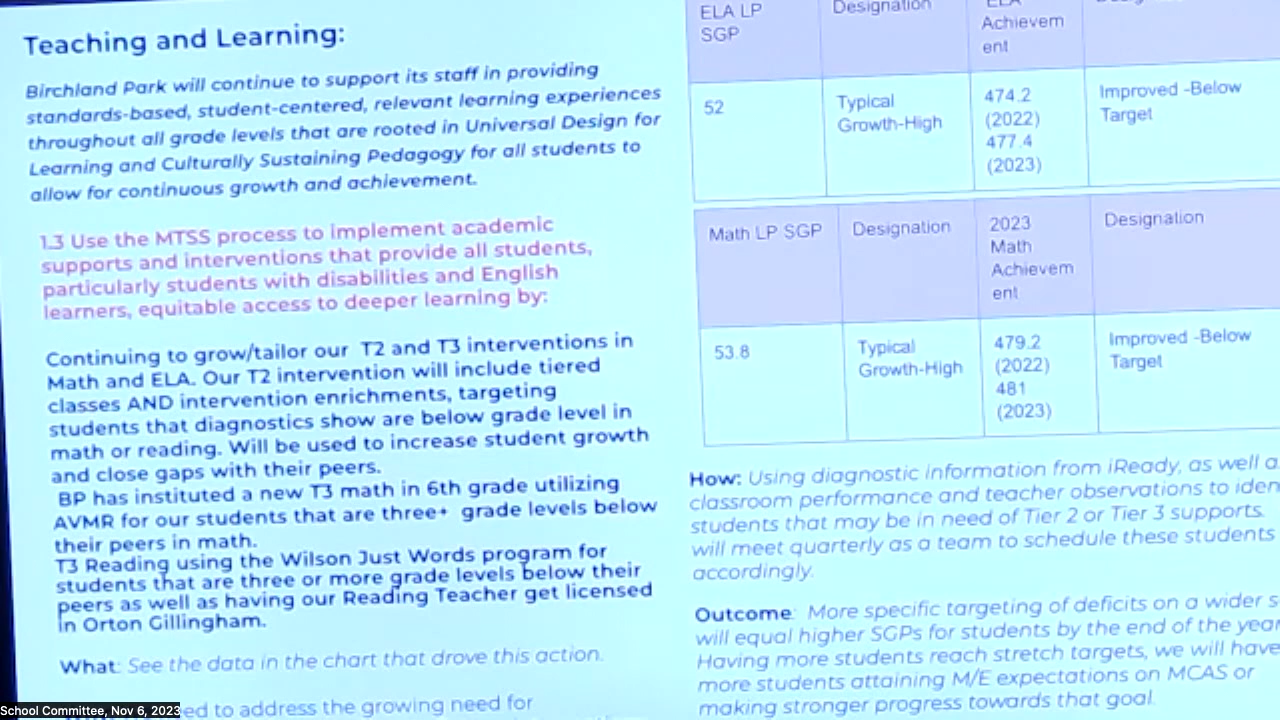 Teaching and Learning:
Birchland Park will continue to support its staff in providing
standards-based, student-centered, relevant learning experiences
throughout all grade levels that are rooted in Universal Design for
Learning and Culturally Sustaining Pedagogy for all students to
allow for continuous growth and achievement.
1.3 Use the MTSS process to implement academic
supports and interventions that provide all students,
particularly students with disabilities and English
learners, equitable access to deeper learning by:
Continuing to grow/tailor our T2 and T3 interventions in
Math and ELA. Our T2 intervention will include tiered
classes AND intervention enrichments, targeting
students that diagnostics show are below grade level in
math or reading. Will be used to increase student growth
and close gaps with their peers.
BP has instituted a new T3 math in 6th grade utilizing
AVMR for our students that are three+ grade levels below
their peers in math.
T3 Reading using the Wilson Just Words program for
students that are three or more grade levels below their
peers as well as having our Reading Teacher get licensed
in Orton Gillingham.
What: See the data in the chart that drove this action.
to address the growing need for
ELA LP
SGP
Designation
ELA
Achievem
ent
52
Typical
Growth-High
474.2
(2022)
477.4
(2023)
Improved -Below
Target
Math LP SGP
Designation
2023
Math
Achievem
ent
Designation
53.8
Typical
Growth-High
479.2
(2022)
481
(2023)
Improved -Below
Target
How: Using diagnostic information from iReady, as well a
classroom performance and teacher observations to iden
students that may be in need of Tier 2 or Tier 3 supports.
will meet quarterly as a team to schedule these students
accordingly.
Outcome: More specific targeting of deficits on a wider s
will equal higher SGPs for students by the end of the year
Having more students reach stretch targets, we will have
more students attaining M/E expectations on MCAS or
making stronger progress towards that goal.
School Committee, Nov 6, 2023